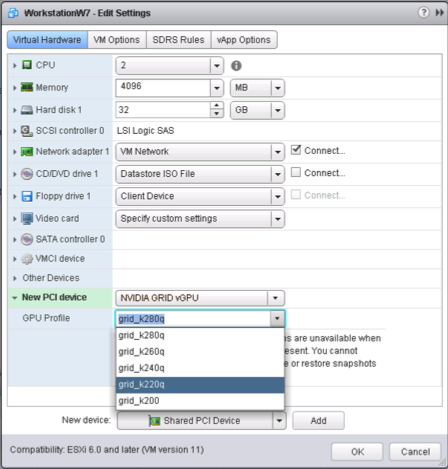 WorkstationW7 - Edit Settings
Virtual Hardware VM Options SDRS Rules vApp Options
CPU 2
Memory 4096 MB
Hard disk 1 32 GB
SCSI controller 0 LSI Logic SAS
Network adapter 1 VM Network Connect...
CD/DVD drive 1 Datastore ISO File Connect...
Floppy drive 1 Client Device Connect...
Video card Specify custom settings
SATA controller 0
VMCI device
Other Devices
New PCI device NVIDIA GRID vGPU
GPU Profile grid_k280q
grid_k280q
grid_k260q
grid_k240q
grid_k220q
grid_k200
are unavailable when
You cannot
or restore snapshots
New device: Shared PCI Device Add
Compatibility: ESXi 6.0 and later (VM version 11) OK Cancel